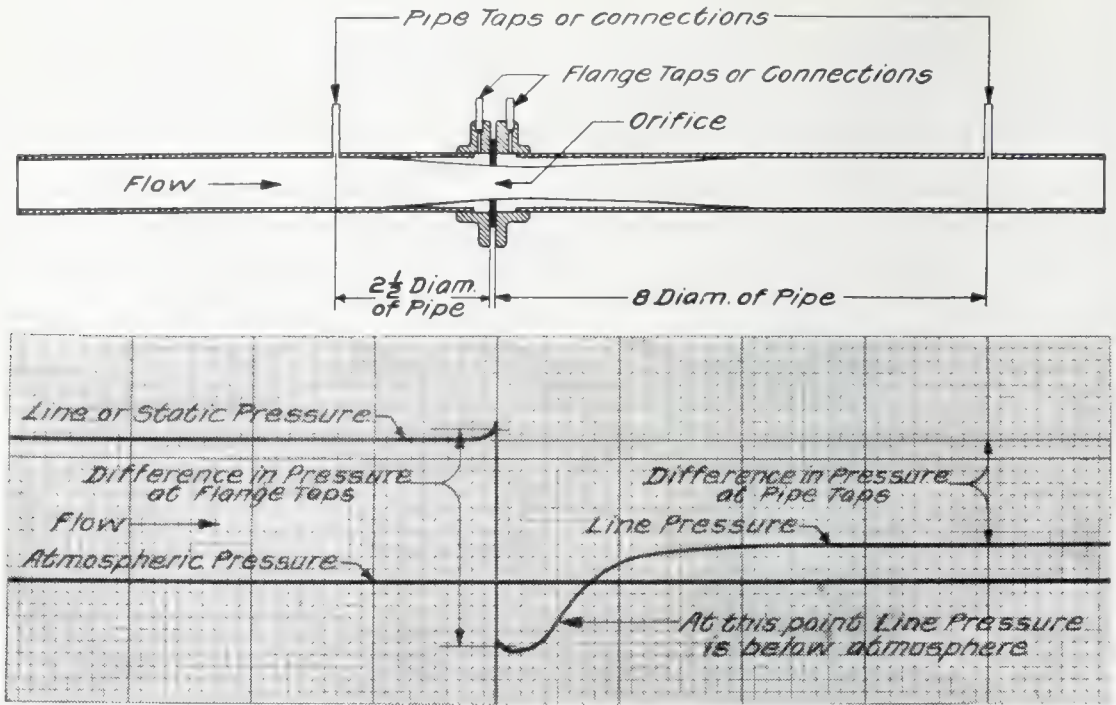 Pipe Taps or connections
Flange Taps or Connections
Orifice
Flow
2½ Diam.
of Pipe
8 Diam. of Pipe
Line or Static Pressure
Difference in Pressure
at Flange Taps
Difference in Pressure
at Pipe Taps
Flow
Line Pressure
Atmospheric Pressure
At this point Line Pressure
is below atmosphere